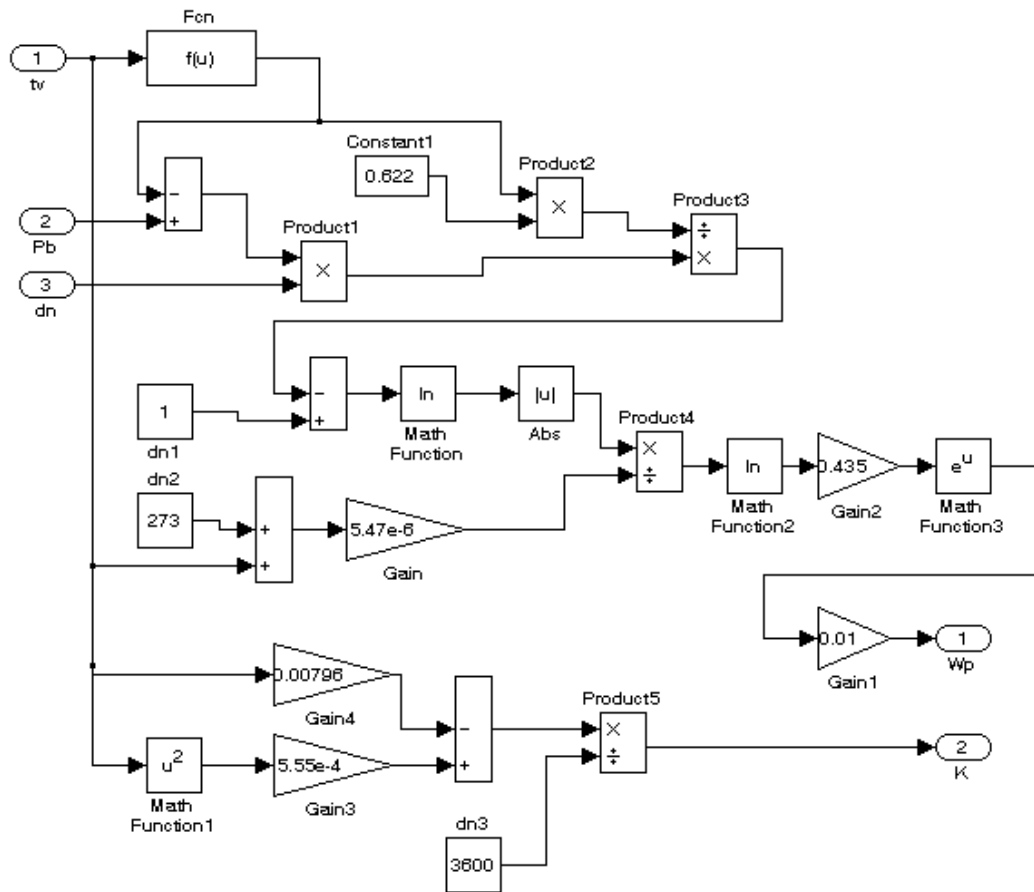 Fcn
1
tv
f(u)
Constant1
0.622
Product2
×
Product3
÷
×
−
+
2
Pb
Product1
×
3
dn
1
dn1
−
+
ln
Math
Function
|u|
Abs
Product4
×
÷
ln
Math
Function2
0.435
Gain2
e^u
Math
Function3
dn2
273
+
+
5.47e-6
Gain
0.01
Gain1
1
Wp
0.00796
Gain4
−
+
Product5
×
÷
2
K
u^2
Math
Function1
5.55e-4
Gain3
dn3
3600